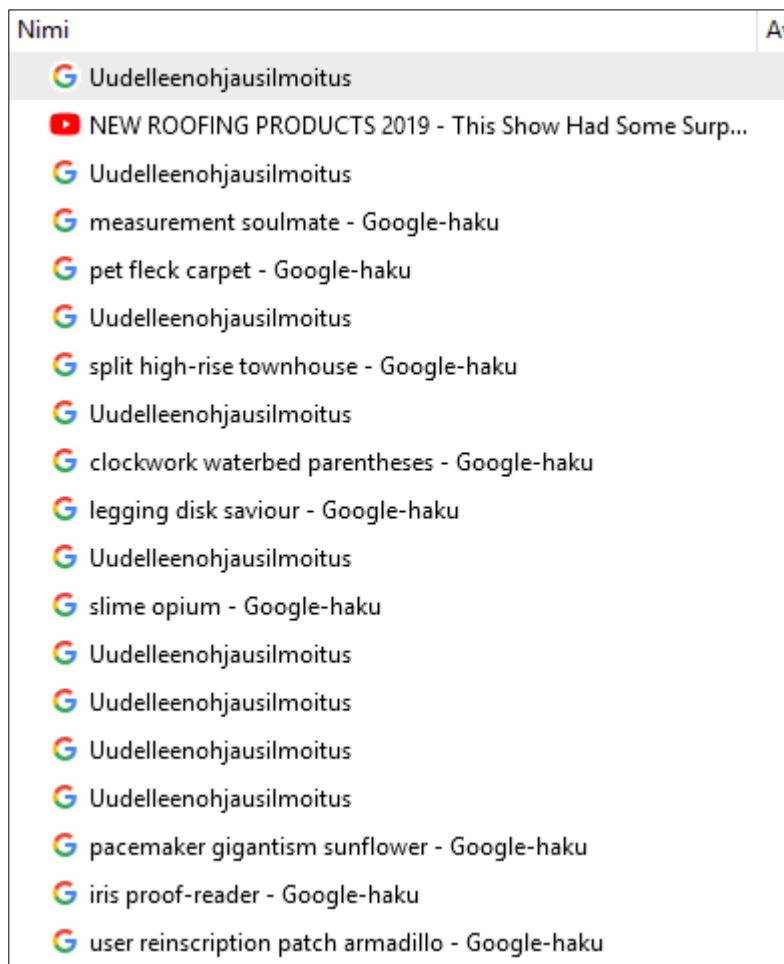 Nimi
Uudelleenohjausilmoitus
NEW ROOFING PRODUCTS 2019 - This Show Had Some Surp...
Uudelleenohjausilmoitus
measurement soulmate - Google-haku
pet fleck carpet - Google-haku
Uudelleenohjausilmoitus
split high-rise townhouse - Google-haku
Uudelleenohjausilmoitus
clockwork waterbed parentheses - Google-haku
legging disk saviour - Google-haku
Uudelleenohjausilmoitus
slime opium - Google-haku
Uudelleenohjausilmoitus
Uudelleenohjausilmoitus
Uudelleenohjausilmoitus
Uudelleenohjausilmoitus
pacemaker gigantism sunflower - Google-haku
iris proof-reader - Google-haku
user reinscription patch armadillo - Google-haku